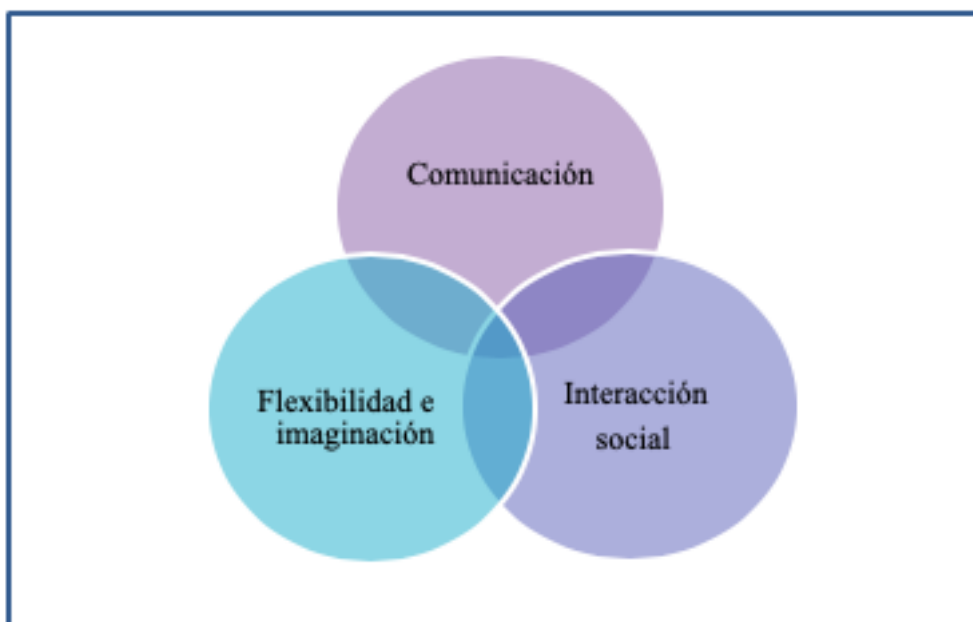 Comunicación
Flexibilidad e
imaginación
Interacción
social